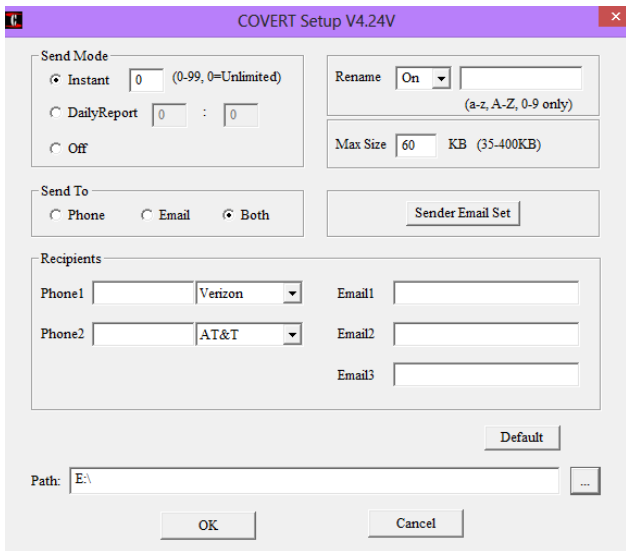 COVERT Setup V4.24V
Send Mode
Instant 0 (0-99, 0=Unlimited)
DailyReport 0 : 0
Off
Rename On
(a-z, A-Z, 0-9 only)
Max Size 60 KB (35-400KB)
Send To
Phone Email Both
Sender Email Set
Recipients
Phone1 Verizon Email1
Phone2 AT&T Email2
Email3
Default
Path: E:\ ...
OK Cancel